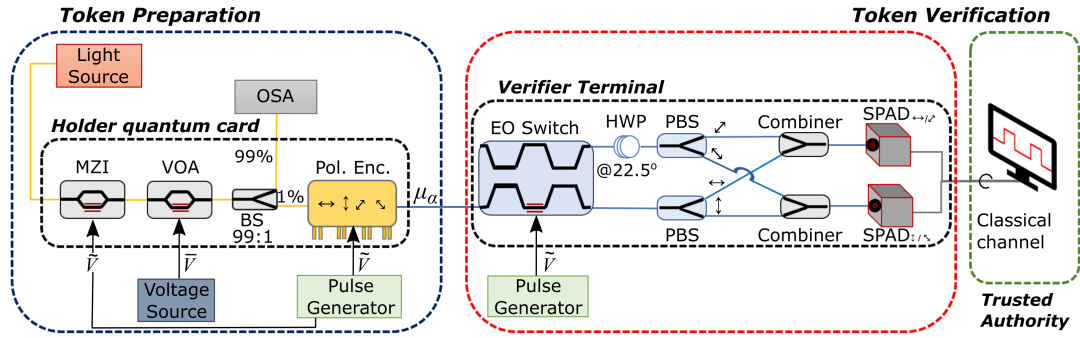 Token Preparation
Token Verification
Light
Source
OSA
Holder quantum card
99%
MZI
VOA
1%
Pol. Enc.
↔ ↕ ⤢ ⤡
BS
99:1
μα
Ṽ
V̅
Ṽ
Voltage
Source
Pulse
Generator
Verifier Terminal
EO Switch
HWP
@22.5°
PBS
⤢
⤡
↔
↕
PBS
Combiner
Combiner
SPAD↔/⤢
SPAD↕/⤡
Ṽ
Pulse
Generator
Classical
channel
Trusted
Authority